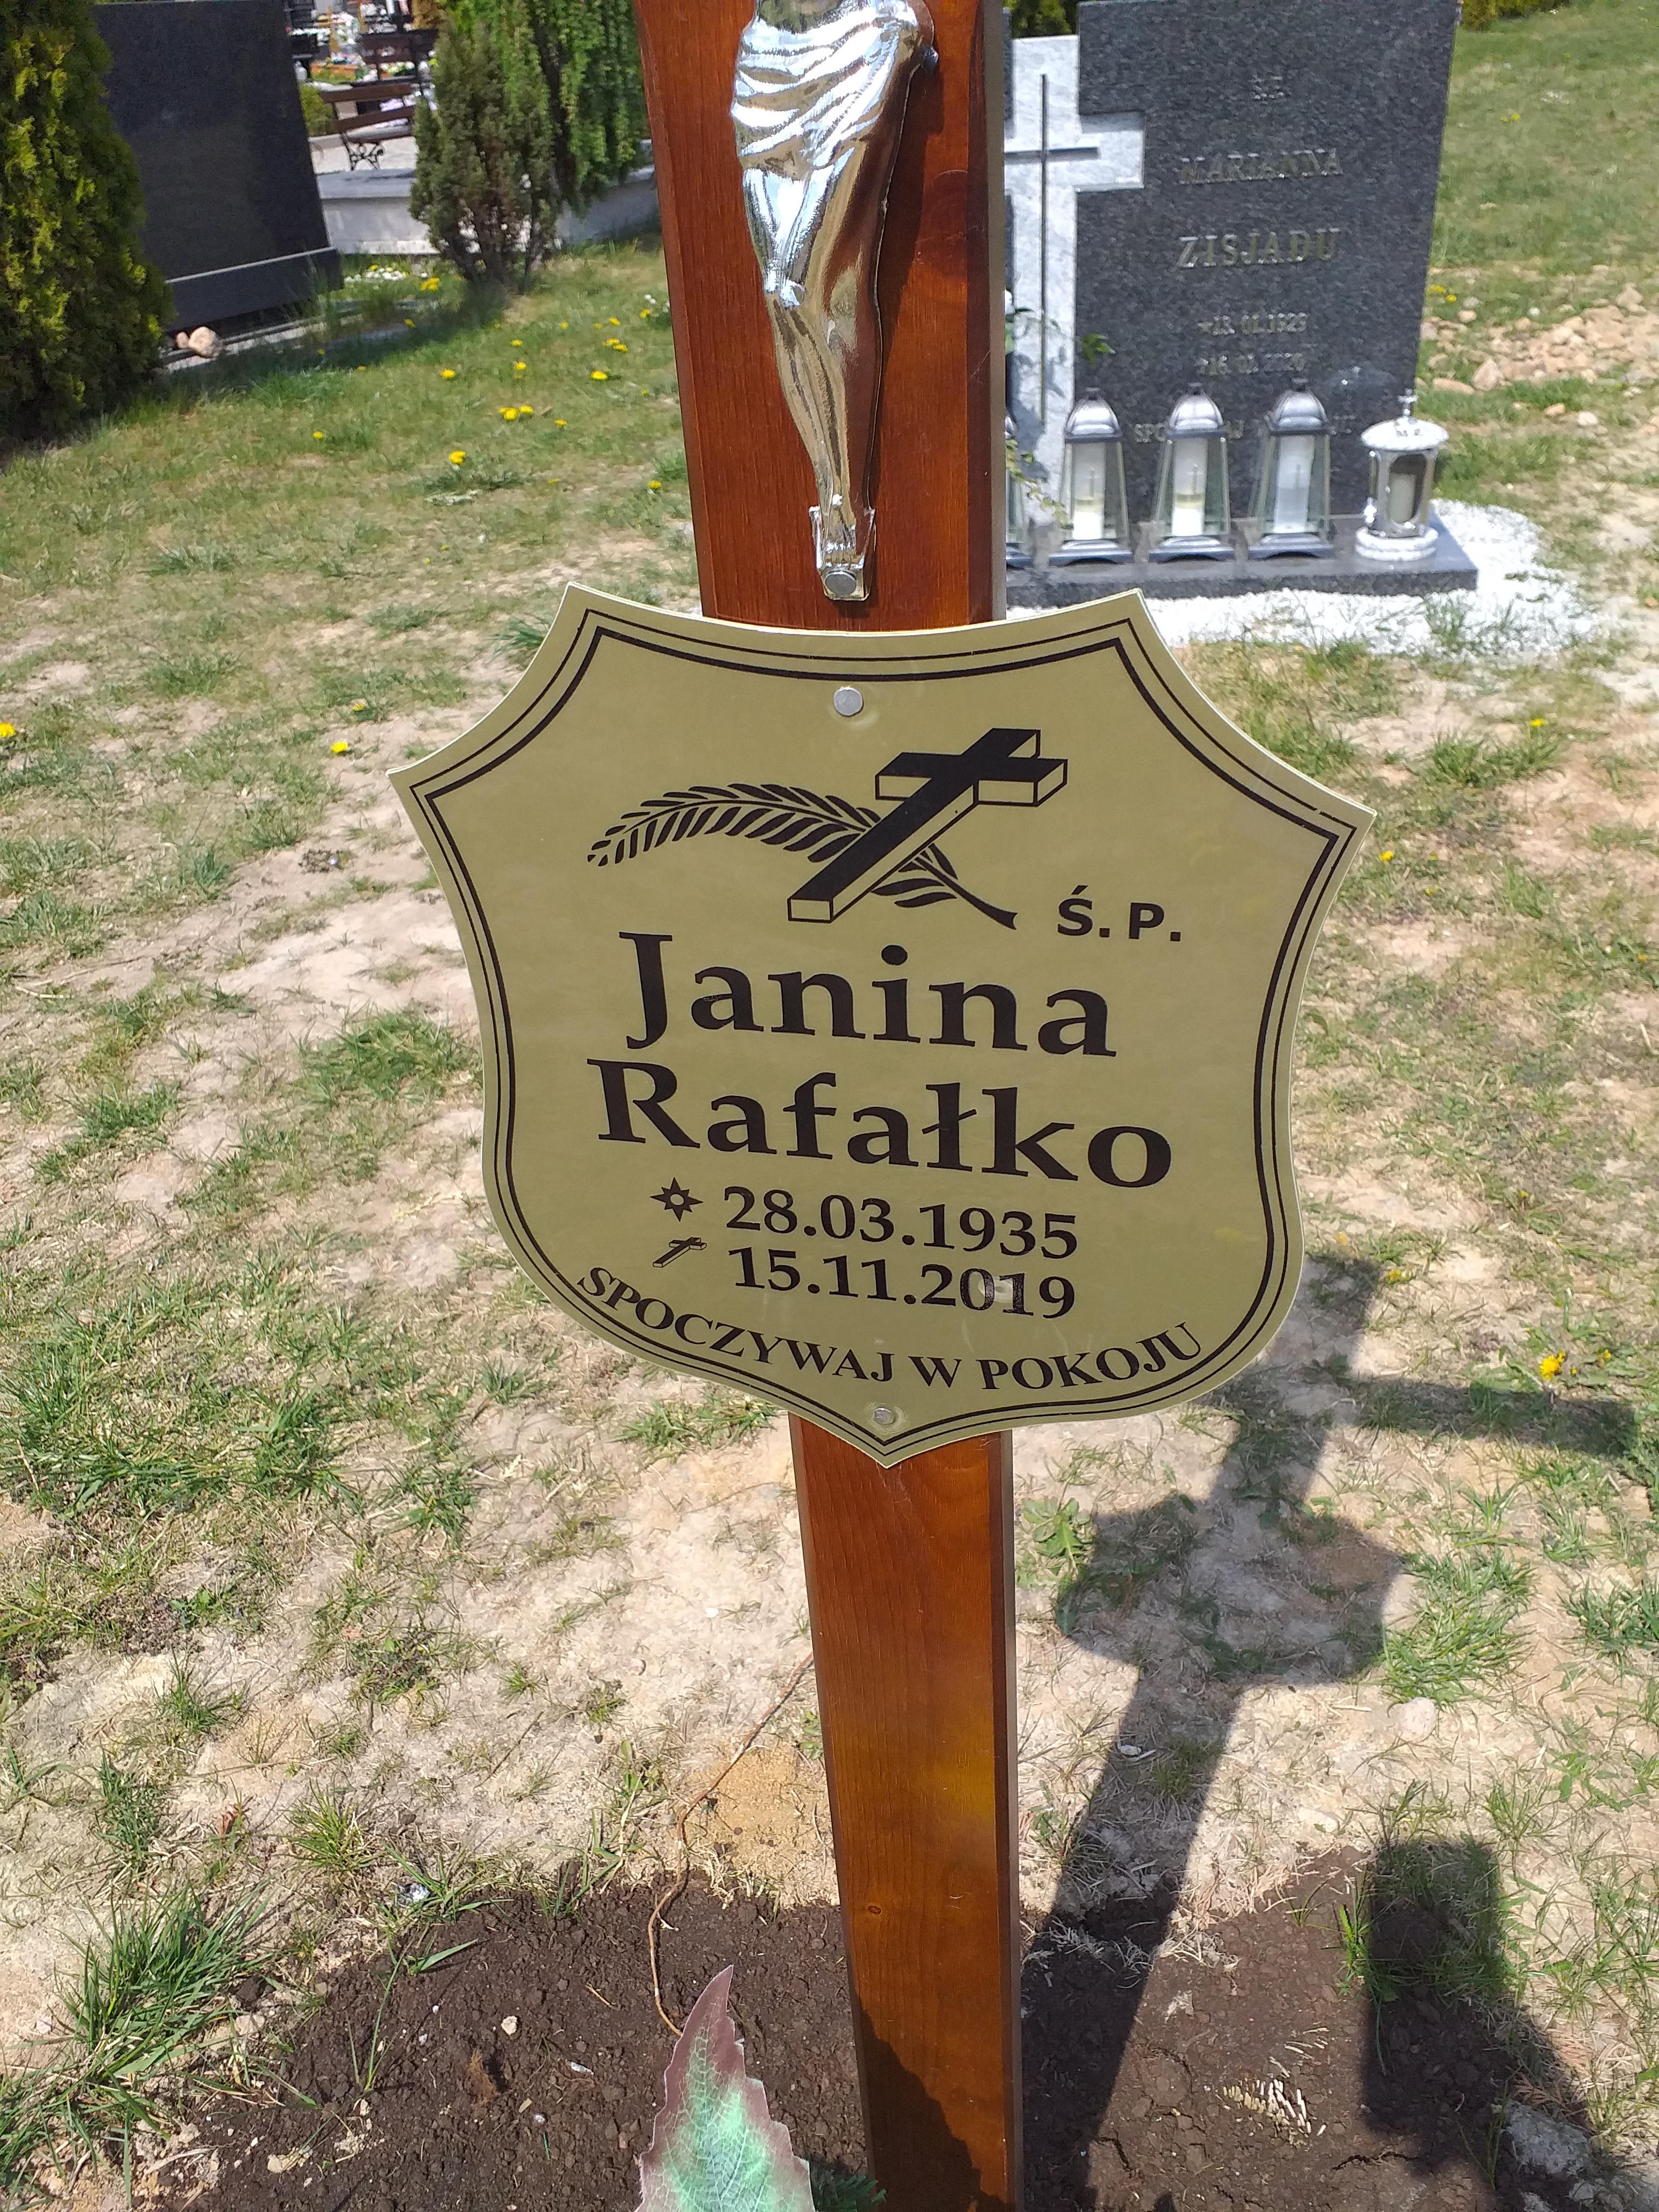 MARIANNA
ZISJADU
Ś. P.
Janina
Rafałko
28.03.1935
15.11.2019
SPOCZYWAJ W POKOJU